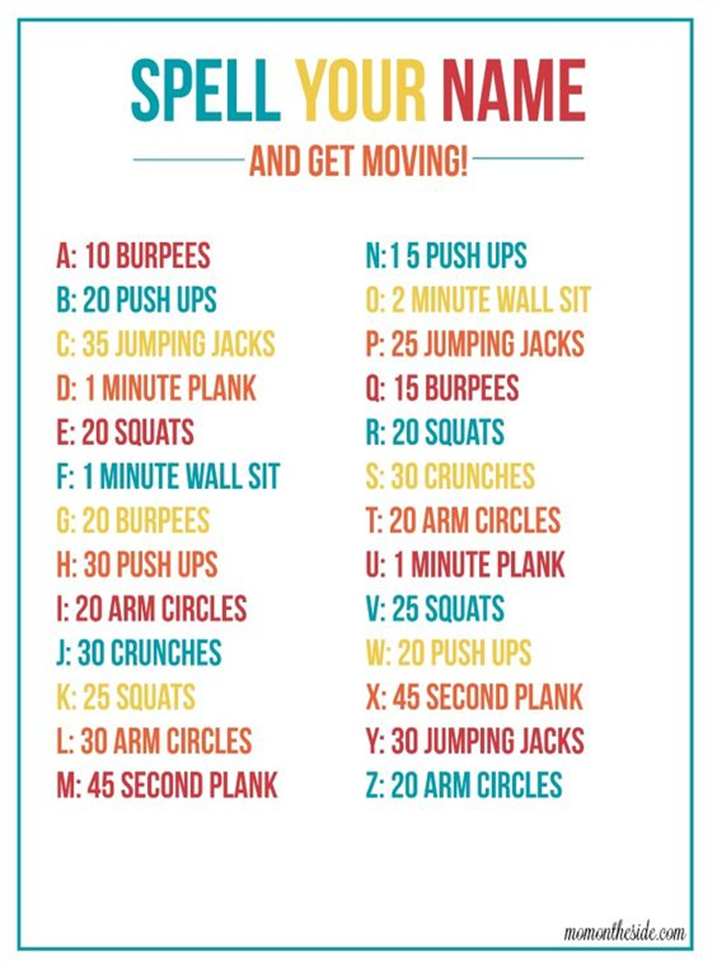 SPELL YOUR NAME
AND GET MOVING!
A: 10 BURPEES
B: 20 PUSH UPS
C: 35 JUMPING JACKS
D: 1 MINUTE PLANK
E: 20 SQUATS
F: 1 MINUTE WALL SIT
G: 20 BURPEES
H: 30 PUSH UPS
I: 20 ARM CIRCLES
J: 30 CRUNCHES
K: 25 SQUATS
L: 30 ARM CIRCLES
M: 45 SECOND PLANK
N:1 5 PUSH UPS
O: 2 MINUTE WALL SIT
P: 25 JUMPING JACKS
Q: 15 BURPEES
R: 20 SQUATS
S: 30 CRUNCHES
T: 20 ARM CIRCLES
U: 1 MINUTE PLANK
V: 25 SQUATS
W: 20 PUSH UPS
X: 45 SECOND PLANK
Y: 30 JUMPING JACKS
Z: 20 ARM CIRCLES
momontheside.com